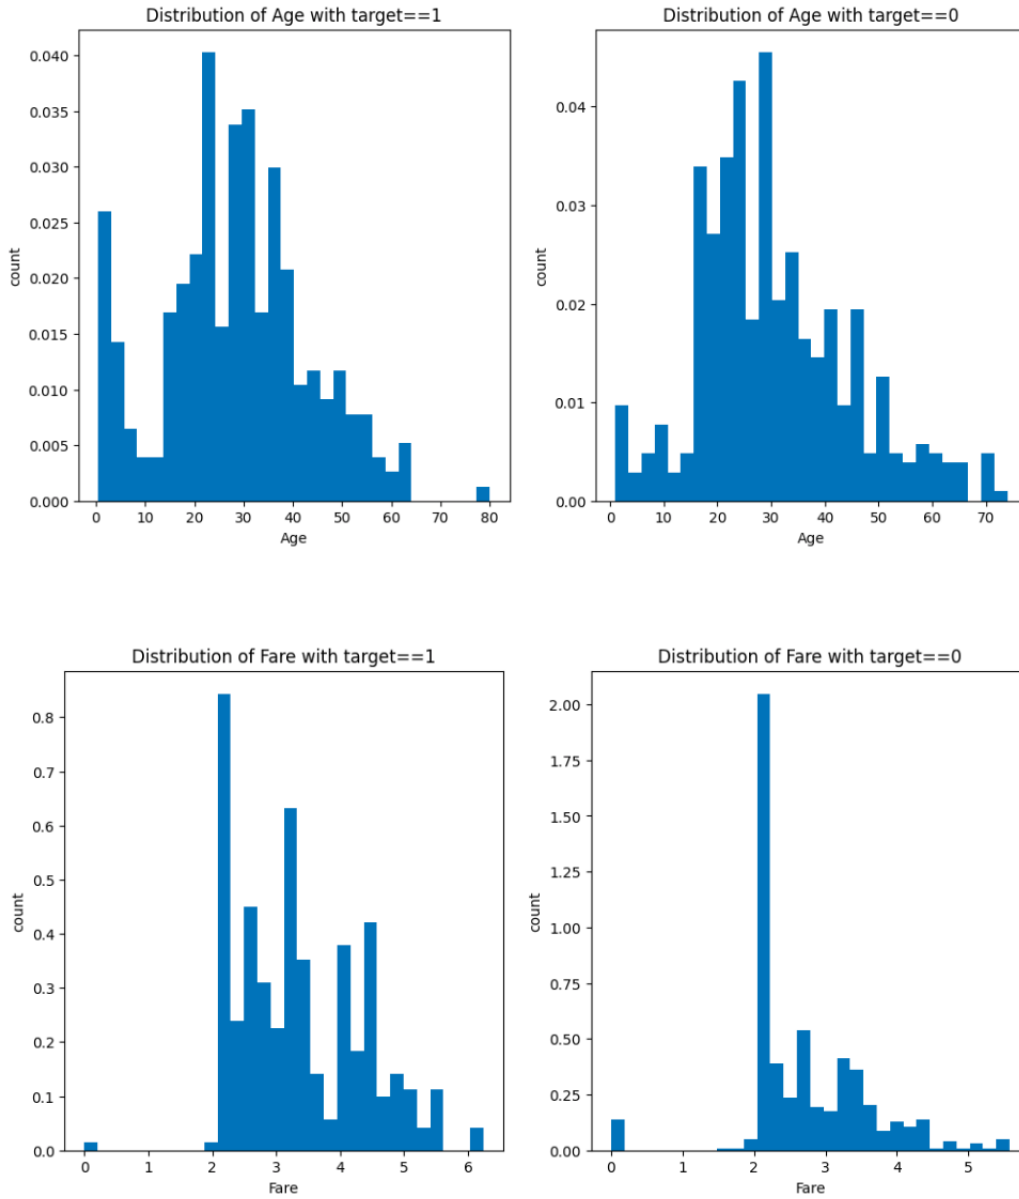 Distribution of Age with target==1
0.040
0.035
0.030
0.025
0.020
0.015
0.010
0.005
0.000
count
0 10 20 30 40 50 60 70 80
Age
Distribution of Age with target==0
0.04
0.03
0.02
0.01
0.00
count
0 10 20 30 40 50 60 70
Age
Distribution of Fare with target==1
0.8
0.7
0.6
0.5
0.4
0.3
0.2
0.1
0.0
count
0 1 2 3 4 5 6
Fare
Distribution of Fare with target==0
2.00
1.75
1.50
1.25
1.00
0.75
0.50
0.25
0.00
count
0 1 2 3 4 5
Fare